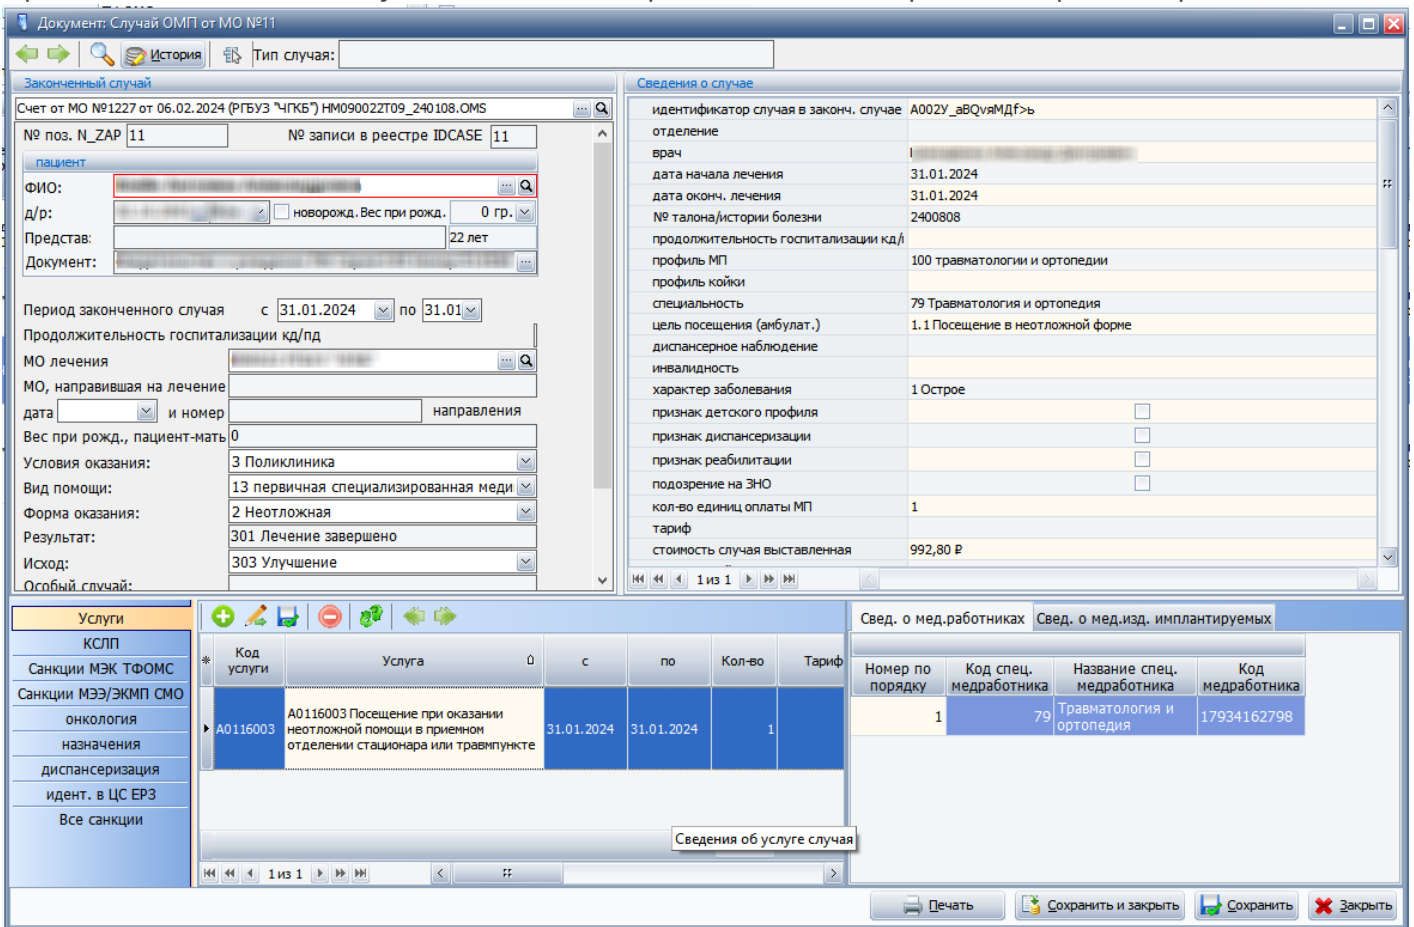 Документ: Случай ОМП от МО №11
История
Тип случая:
Законченный случай
Счет от МО №1227 от 06.02.2024 (РГБУЗ "ЧГКБ") HM090022T09_240108.OMS
№ поз. N_ZAP 11
№ записи в реестре IDCASE 11
пациент
ФИО:
д/р:
новорожд. Вес при рожд. 0 гр.
Представ:
22 лет
Документ:
Период законченного случая с 31.01.2024 по 31.01
Продолжительность госпитализации кд/пд
МО лечения
МО, направившая на лечение
дата и номер направления
Вес при рожд., пациент-мать 0
Условия оказания: 3 Поликлиника
Вид помощи: 13 первичная специализированная меди
Форма оказания: 2 Неотложная
Результат: 301 Лечение завершено
Исход: 303 Улучшение
Особый случай:
Сведения о случае
идентификатор случая в законч. случае А002У_аВQvяМДf>ь
отделение
врач
дата начала лечения 31.01.2024
дата оконч. лечения 31.01.2024
№ талона/истории болезни 2400808
продолжительность госпитализации кд/
профиль МП 100 травматологии и ортопедии
профиль койки
специальность 79 Травматология и ортопедия
цель посещения (амбулат.) 1.1 Посещение в неотложной форме
диспансерное наблюдение
инвалидность
характер заболевания 1 Острое
признак детского профиля
признак диспансеризации
признак реабилитации
подозрение на ЗНО
кол-во единиц оплаты МП 1
тариф
стоимость случая выставленная 992,80 ₽
1 из 1
Услуги
КСЛП
Санкции МЭК ТФОМС
Санкции МЭЭ/ЭКМП СМО
онкология
назначения
диспансеризация
идент. в ЦС ЕРЗ
Все санкции
Код услуги
Услуга
с
по
Кол-во
Тариф
A0116003
A0116003 Посещение при оказании
неотложной помощи в приемном
отделении стационара или травмпункте
31.01.2024
31.01.2024
1
Сведения об услуге случая
1 из 1
Свед. о мед.работниках
Свед. о мед.изд. имплантируемых
Номер по порядку
Код спец. медработника
Название спец. медработника
Код медработника
1
79
Травматология и
ортопедия
17934162798
Печать
Сохранить и закрыть
Сохранить
Закрыть